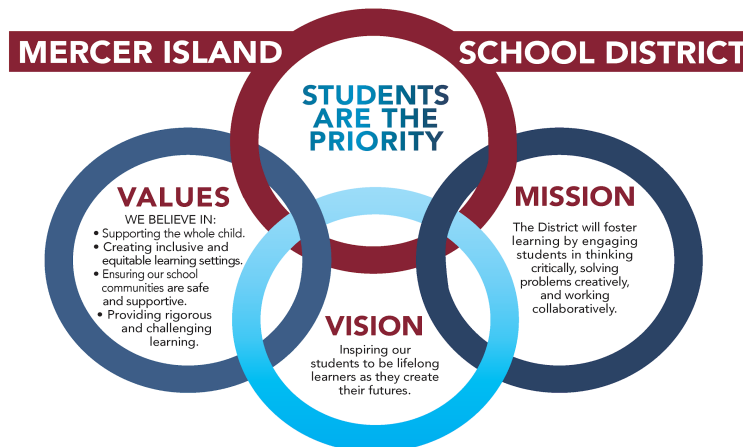 MERCER ISLAND SCHOOL DISTRICT
STUDENTS
ARE THE
PRIORITY
VALUES
WE BELIEVE IN:
• Supporting the whole child.
• Creating inclusive and
equitable learning settings.
• Ensuring our school
communities are safe
and supportive.
• Providing rigorous
and challenging
learning.
VISION
Inspiring our
students to be lifelong
learners as they create
their futures.
MISSION
The District will foster
learning by engaging
students in thinking
critically, solving
problems creatively,
and working
collaboratively.